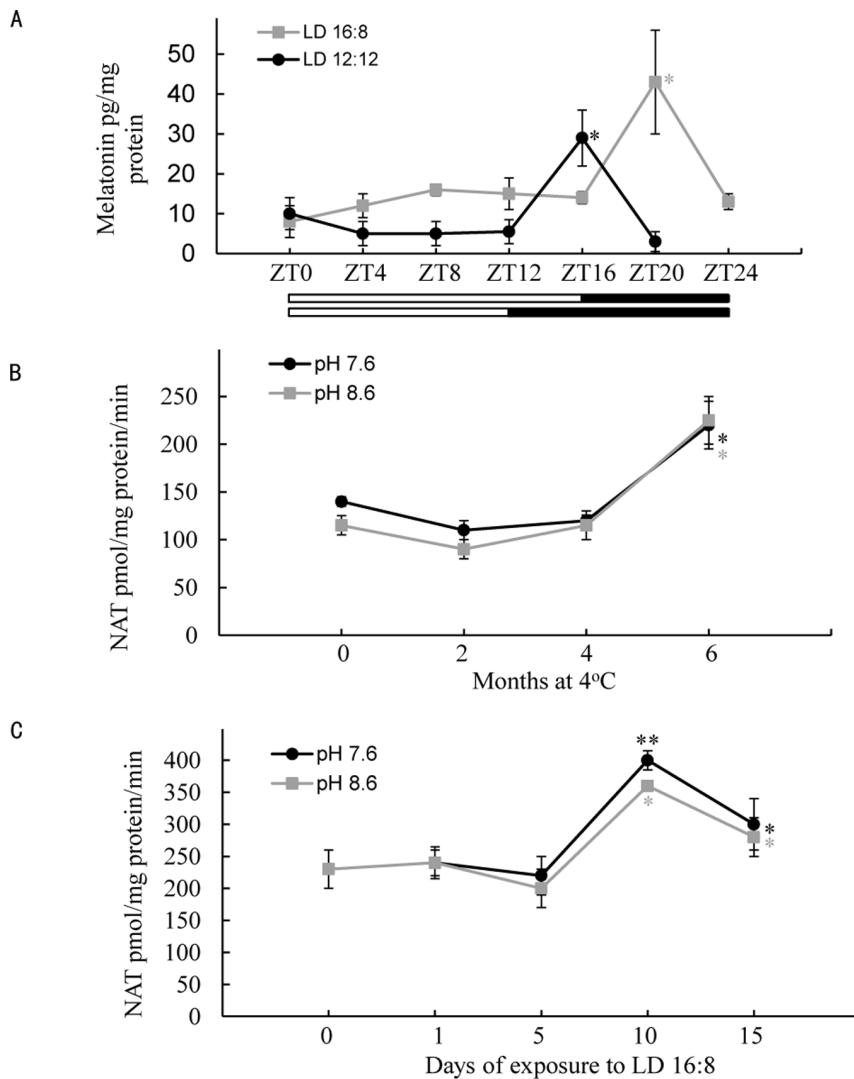 A
LD 16:8
LD 12:12
Melatonin pg/mg
protein
50
40
30
20
10
0
*
*
ZT0 ZT4 ZT8 ZT12 ZT16 ZT20 ZT24
B
pH 7.6
pH 8.6
NAT pmol/mg protein/min
250
200
150
100
50
0
*
*
0 2 4 6
Months at 4°C
C
pH 7.6
pH 8.6
NAT pmol/mg protein/min
400
350
300
250
200
150
100
50
0
**
*
*
*
0 1 5 10 15
Days of exposure to LD 16:8